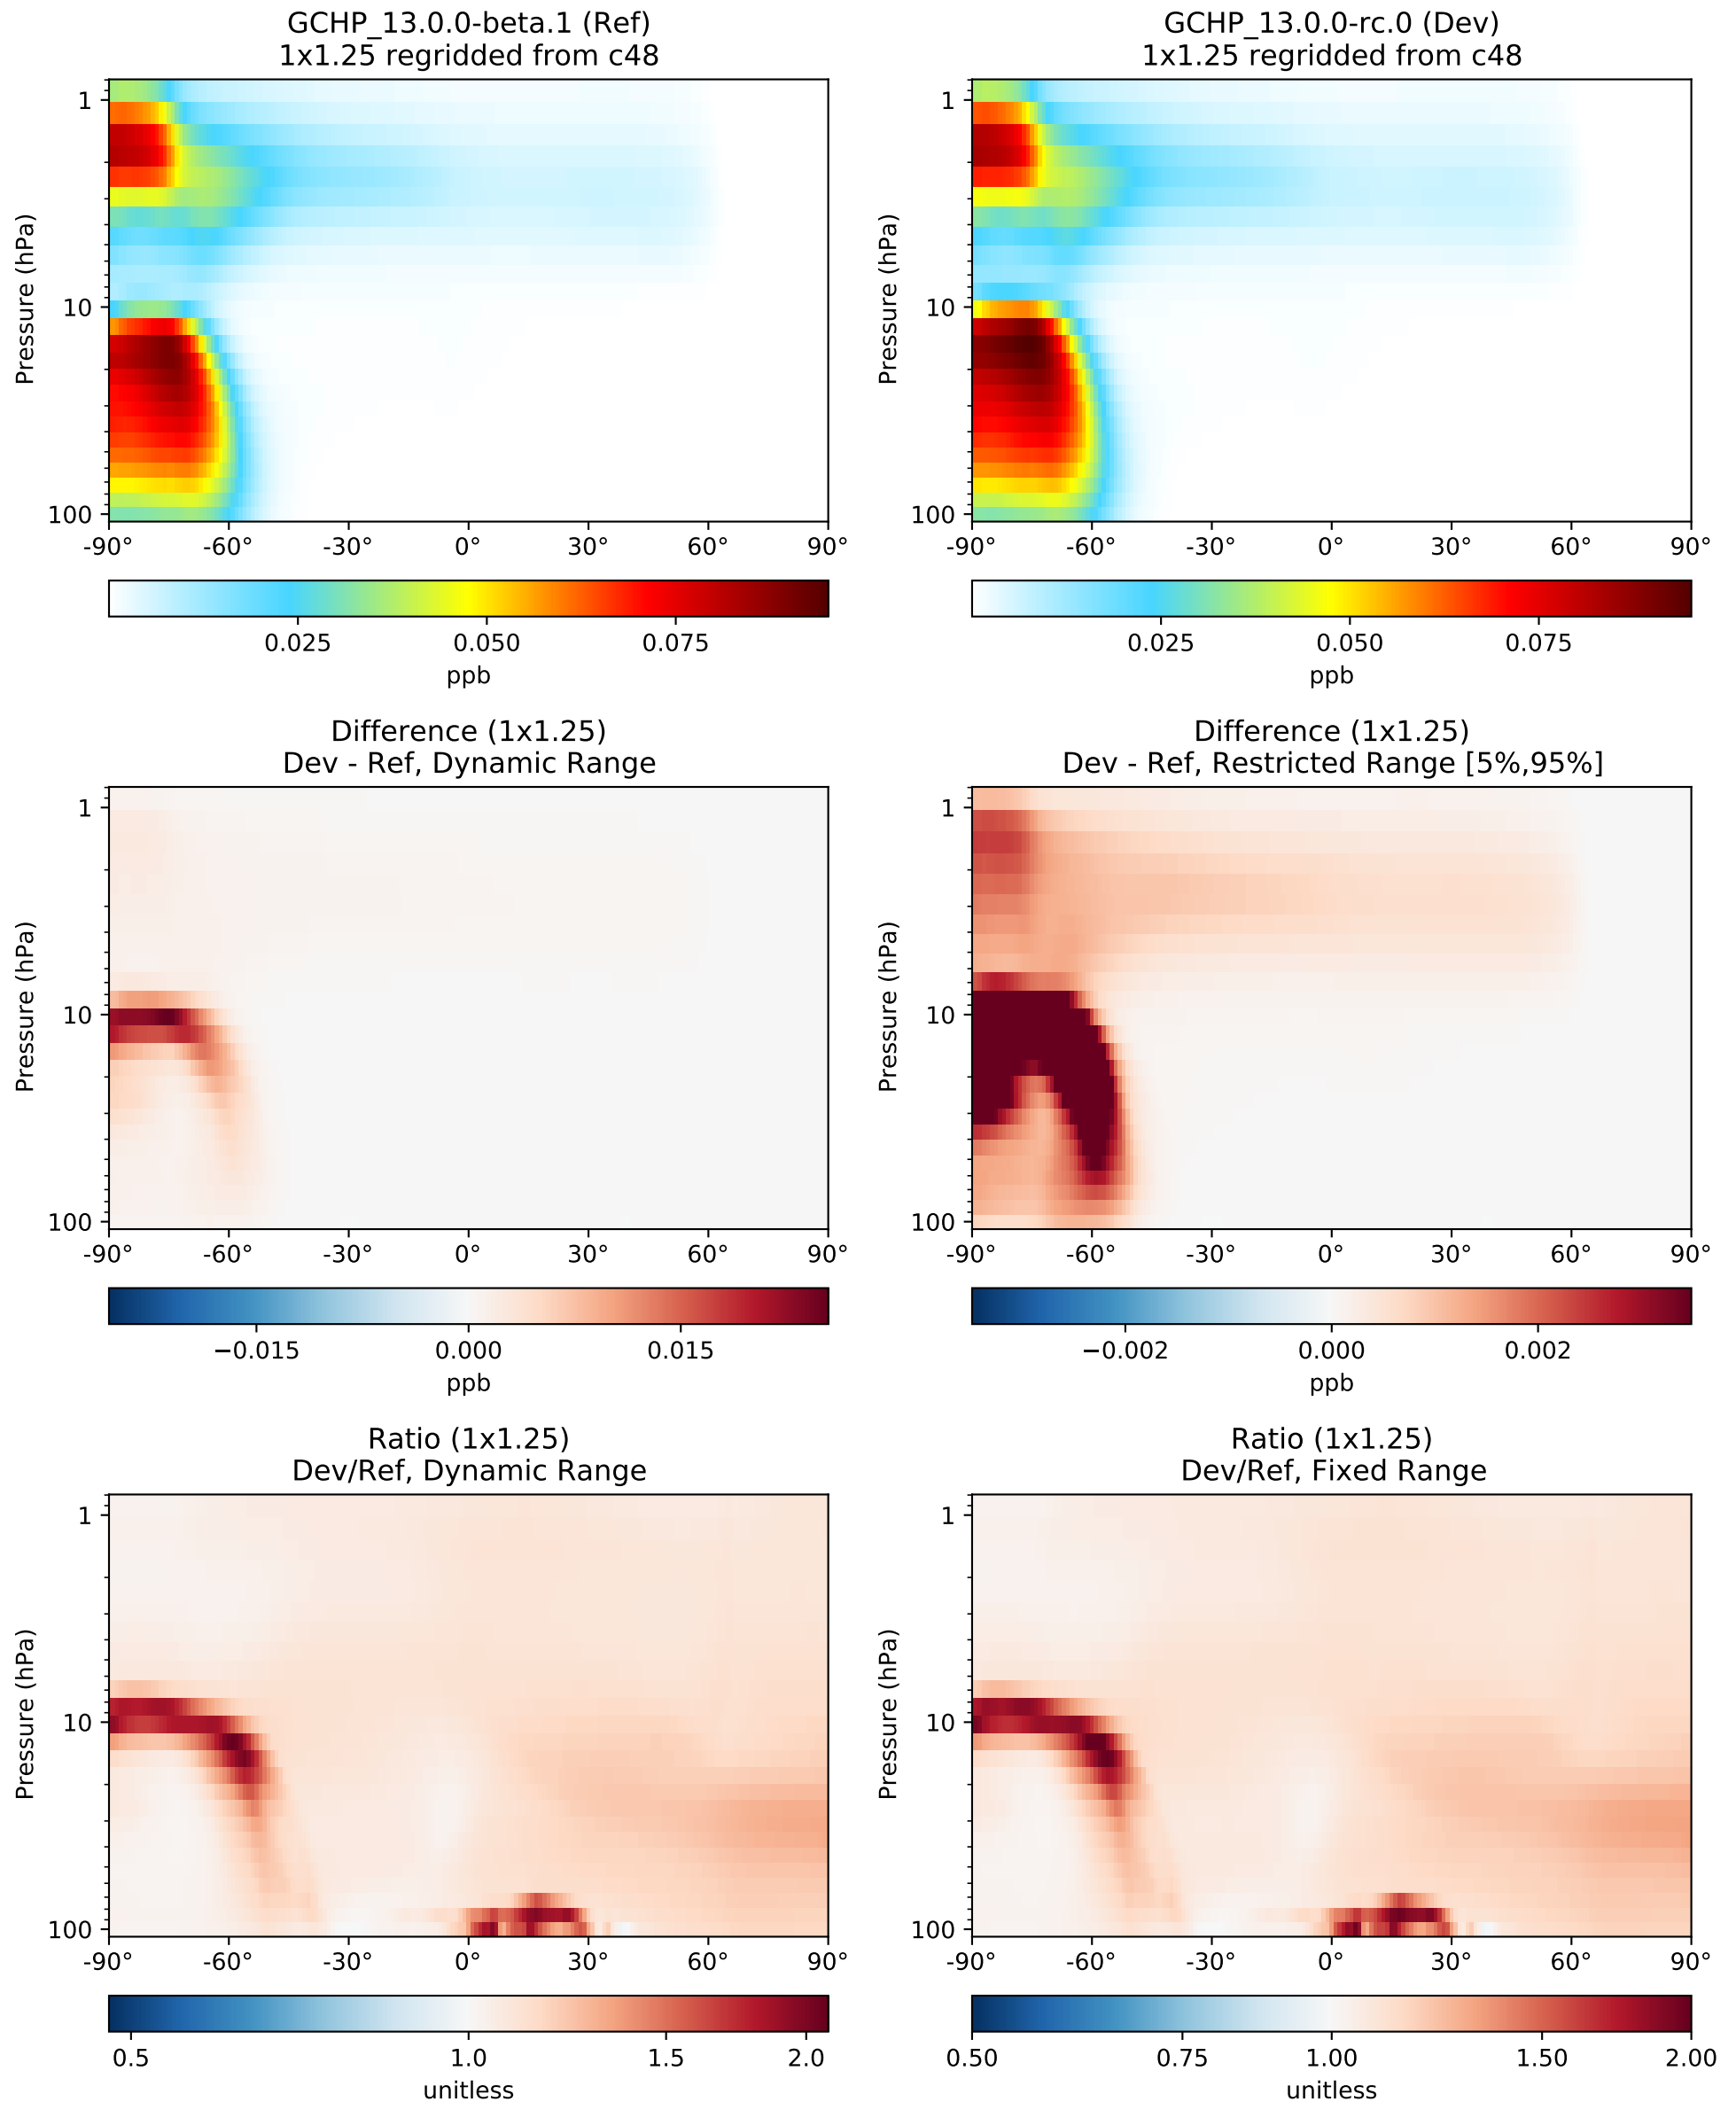 GCHP_13.0.0-beta.1 (Ref)
1x1.25 regridded from c48
Pressure (hPa)
1
10
100
-90° -60° -30° 0° 30° 60° 90°
0.025 0.050 0.075
ppb
GCHP_13.0.0-rc.0 (Dev)
1x1.25 regridded from c48
Pressure (hPa)
1
10
100
-90° -60° -30° 0° 30° 60° 90°
0.025 0.050 0.075
ppb
Difference (1x1.25)
Dev - Ref, Dynamic Range
Pressure (hPa)
1
10
100
-90° -60° -30° 0° 30° 60° 90°
−0.015 0.000 0.015
ppb
Difference (1x1.25)
Dev - Ref, Restricted Range [5%,95%]
Pressure (hPa)
1
10
100
-90° -60° -30° 0° 30° 60° 90°
−0.002 0.000 0.002
ppb
Ratio (1x1.25)
Dev/Ref, Dynamic Range
Pressure (hPa)
1
10
100
-90° -60° -30° 0° 30° 60° 90°
0.5 1.0 1.5 2.0
unitless
Ratio (1x1.25)
Dev/Ref, Fixed Range
Pressure (hPa)
1
10
100
-90° -60° -30° 0° 30° 60° 90°
0.50 0.75 1.00 1.50 2.00
unitless